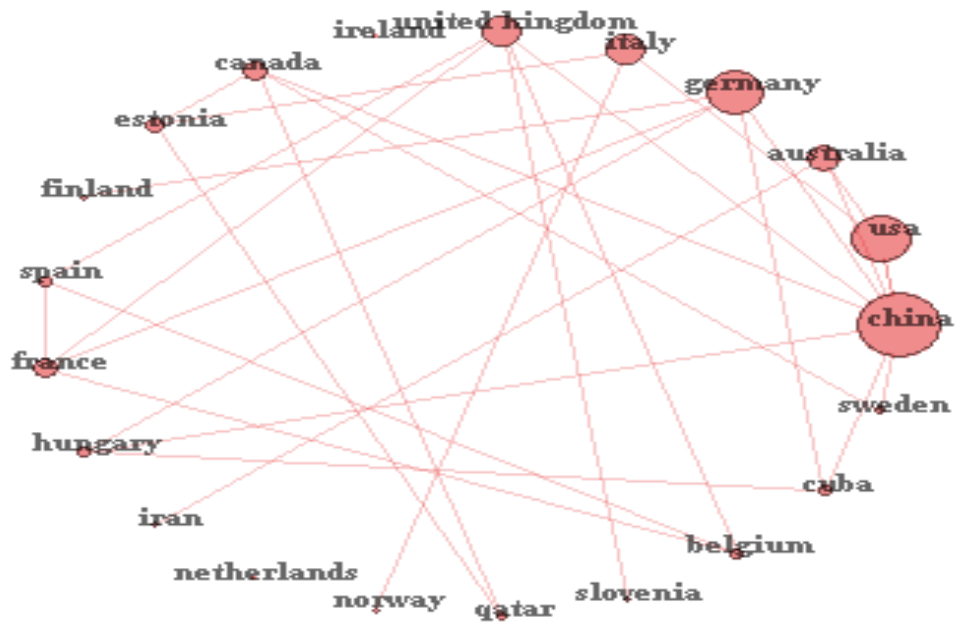 ireland
united kingdom
italy
canada
germany
estonia
australia
finland
usa
spain
china
france
sweden
hungary
cuba
iran
belgium
netherlands
norway
qatar
slovenia